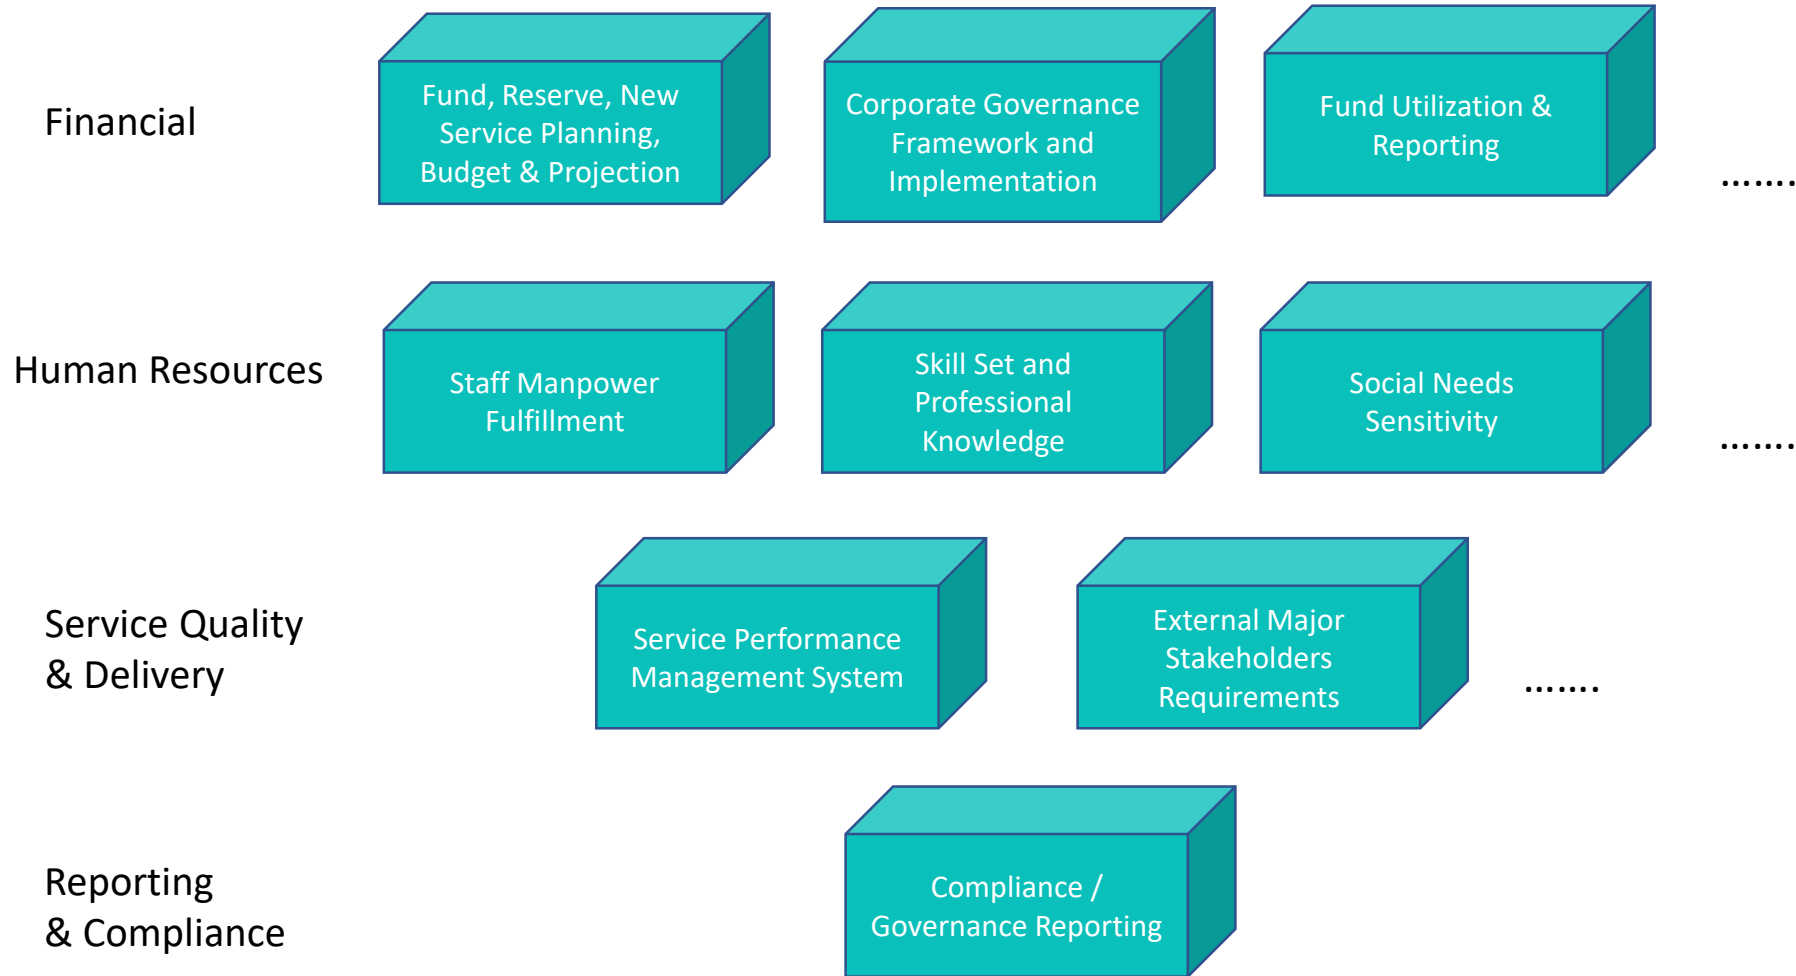 Financial
Fund, Reserve, New
Service Planning,
Budget & Projection
Corporate Governance
Framework and
Implementation
Fund Utilization &
Reporting
…….
Human Resources
Staff Manpower
Fulfillment
Skill Set and
Professional
Knowledge
Social Needs
Sensitivity
…….
Service Quality
& Delivery
Service Performance
Management System
External Major
Stakeholders
Requirements
…….
Reporting
& Compliance
Compliance /
Governance Reporting